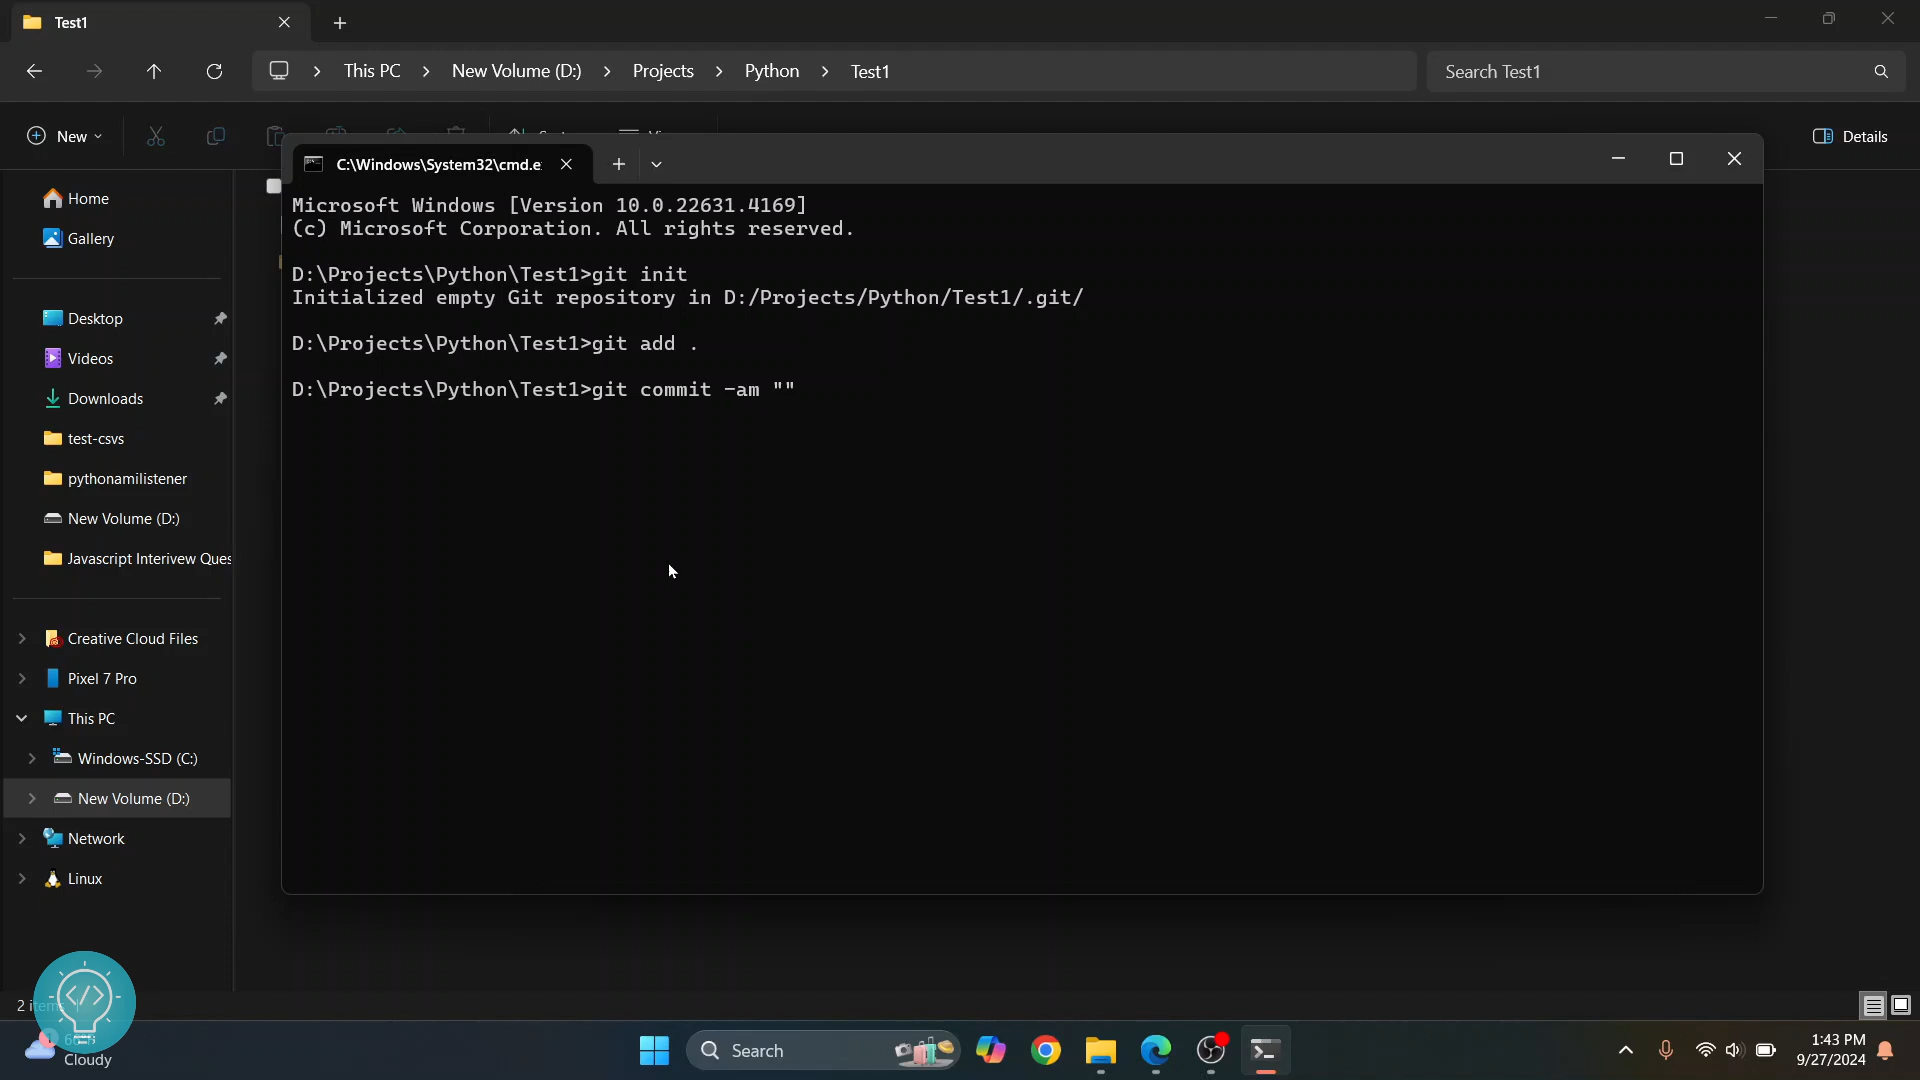 Test1
This PC > New Volume (D:) > Projects > Python > Test1
Search Test1
New
Details
C:\Windows\System32\cmd.e
Home
Gallery
Desktop
Videos
Downloads
test-csvs
pythonamilistener
New Volume (D:)
Javascript Interivew Ques
Creative Cloud Files
Pixel 7 Pro
This PC
Windows-SSD (C:)
New Volume (D:)
Network
Linux
Microsoft Windows [Version 10.0.22631.4169]
(c) Microsoft Corporation. All rights reserved.
D:\Projects\Python\Test1>git init
Initialized empty Git repository in D:/Projects/Python/Test1/.git/
D:\Projects\Python\Test1>git add .
D:\Projects\Python\Test1>git commit -am ""
2 items
</>
Cloudy
Search
1:43 PM
9/27/2024